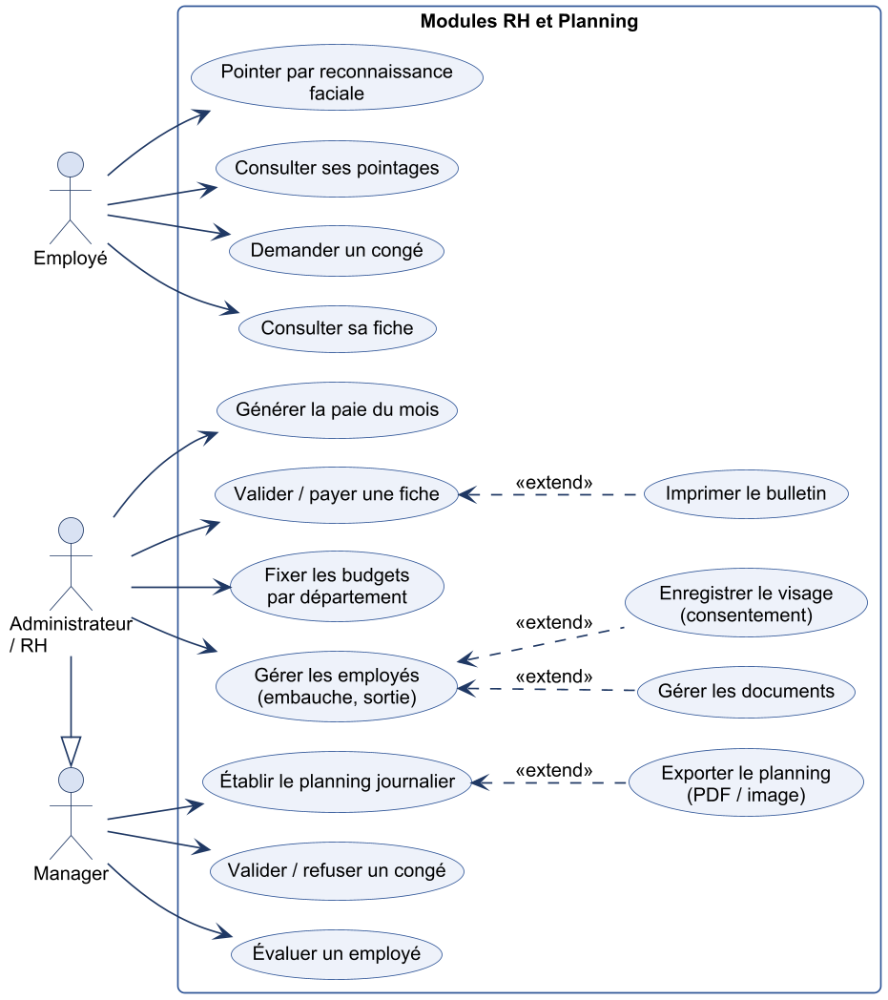 Modules RH et Planning
Pointer par reconnaissance
faciale
Consulter ses pointages
Employé
Demander un congé
Consulter sa fiche
Générer la paie du mois
Valider / payer une fiche
«extend»
Imprimer le bulletin
Fixer les budgets
par département
Administrateur
/ RH
Enregistrer le visage
(consentement)
«extend»
Gérer les employés
(embauche, sortie)
«extend»
Gérer les documents
Établir le planning journalier
«extend»
Exporter le planning
(PDF / image)
Manager
Valider / refuser un congé
Évaluer un employé